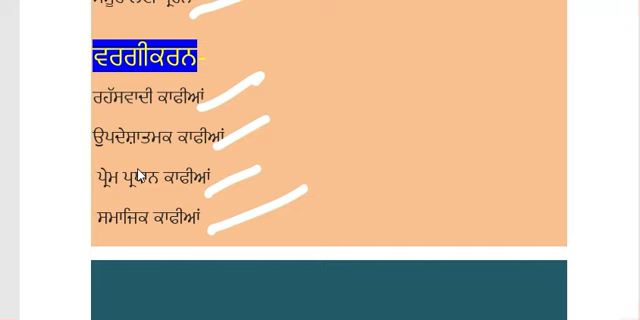 ਵਰਗੀਕਰਨ-
ਰਹੱਸਵਾਦੀ ਕਾਫੀਆਂ
ਉਪਦੇਸ਼ਾਤਮਕ ਕਾਫੀਆਂ
ਪ੍ਰੇਮ ਪ੍ਰਧਾਨ ਕਾਫੀਆਂ
ਸਮਾਜਿਕ ਕਾਫੀਆਂ